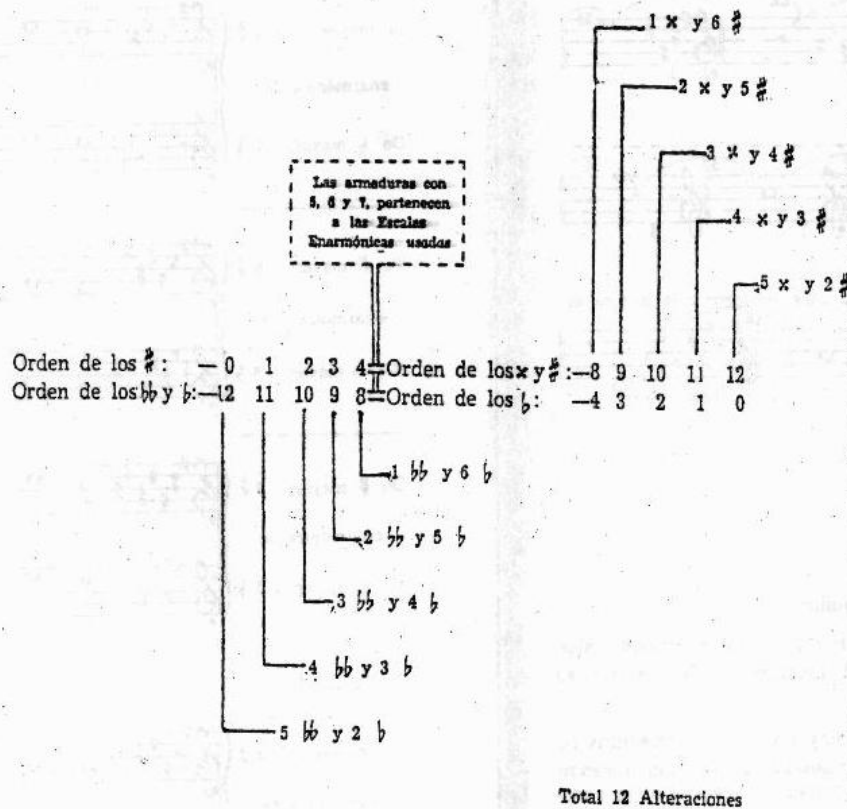 1 𝄪 y 6 ♯
2 𝄪 y 5 ♯
3 𝄪 y 4 ♯
4 𝄪 y 3 ♯
5 𝄪 y 2 ♯
Las armaduras con
5, 6 y 7, pertenecen
a las Escalas
Enarmónicas usadas
Orden de los ♯: — 0 1 2 3 4 = Orden de los 𝄪 y ♯: —8 9 10 11 12
Orden de los 𝄫 y ♭: —12 11 10 9 8 = Orden de los ♭: —4 3 2 1 0
1 𝄫 y 6 ♭
2 𝄫 y 5 ♭
3 𝄫 y 4 ♭
4 𝄫 y 3 ♭
5 𝄫 y 2 ♭
Total 12 Alteraciones